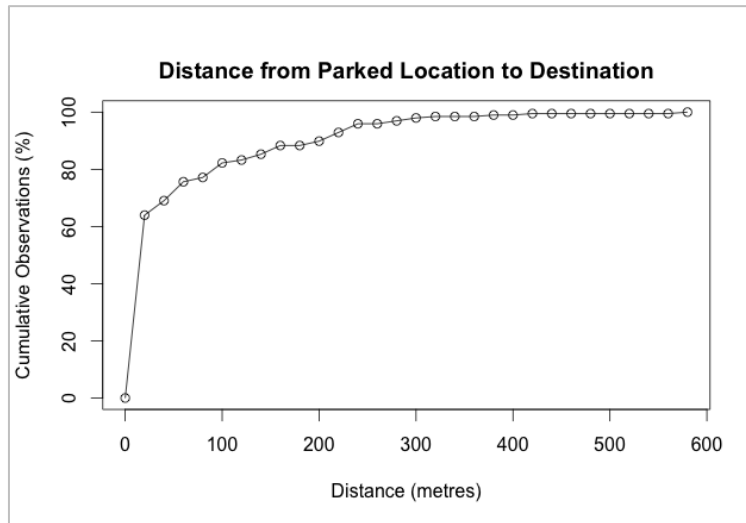 Distance from Parked Location to Destination
Cumulative Observations (%)
100
80
60
40
20
0
0 100 200 300 400 500 600
Distance (metres)